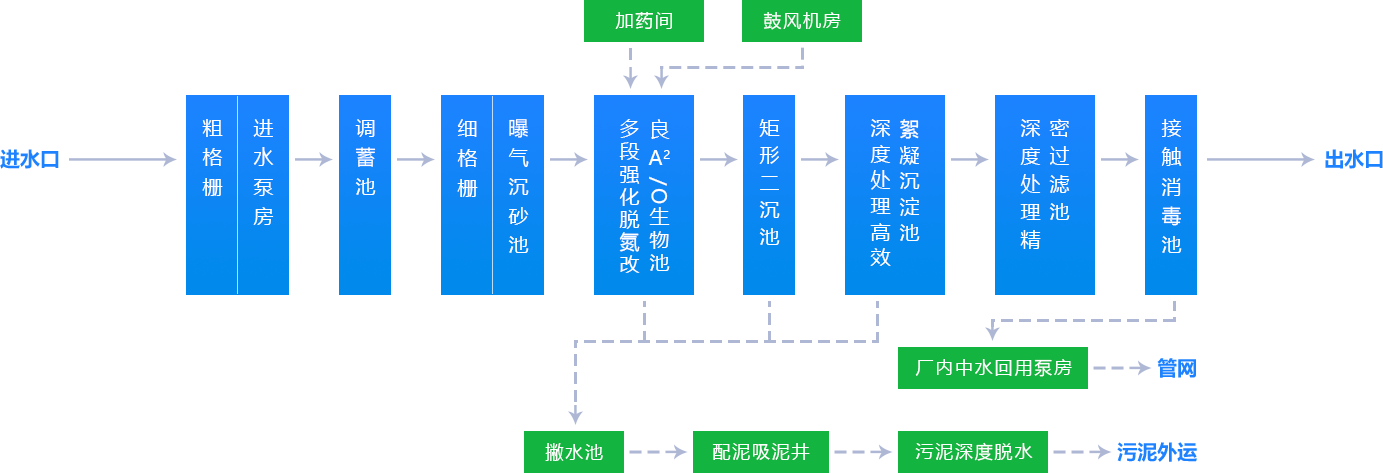 加药间
鼓风机房
进水口
粗格栅
进水泵房
调蓄池
细格栅
曝气沉砂池
多段强化脱氮改
良A²/O生物池
矩形二沉池
深度处理高效
絮凝沉淀池
深度处理精
密过滤池
接触消毒池
出水口
厂内中水回用泵房
管网
撇水池
配泥吸泥井
污泥深度脱水
污泥外运